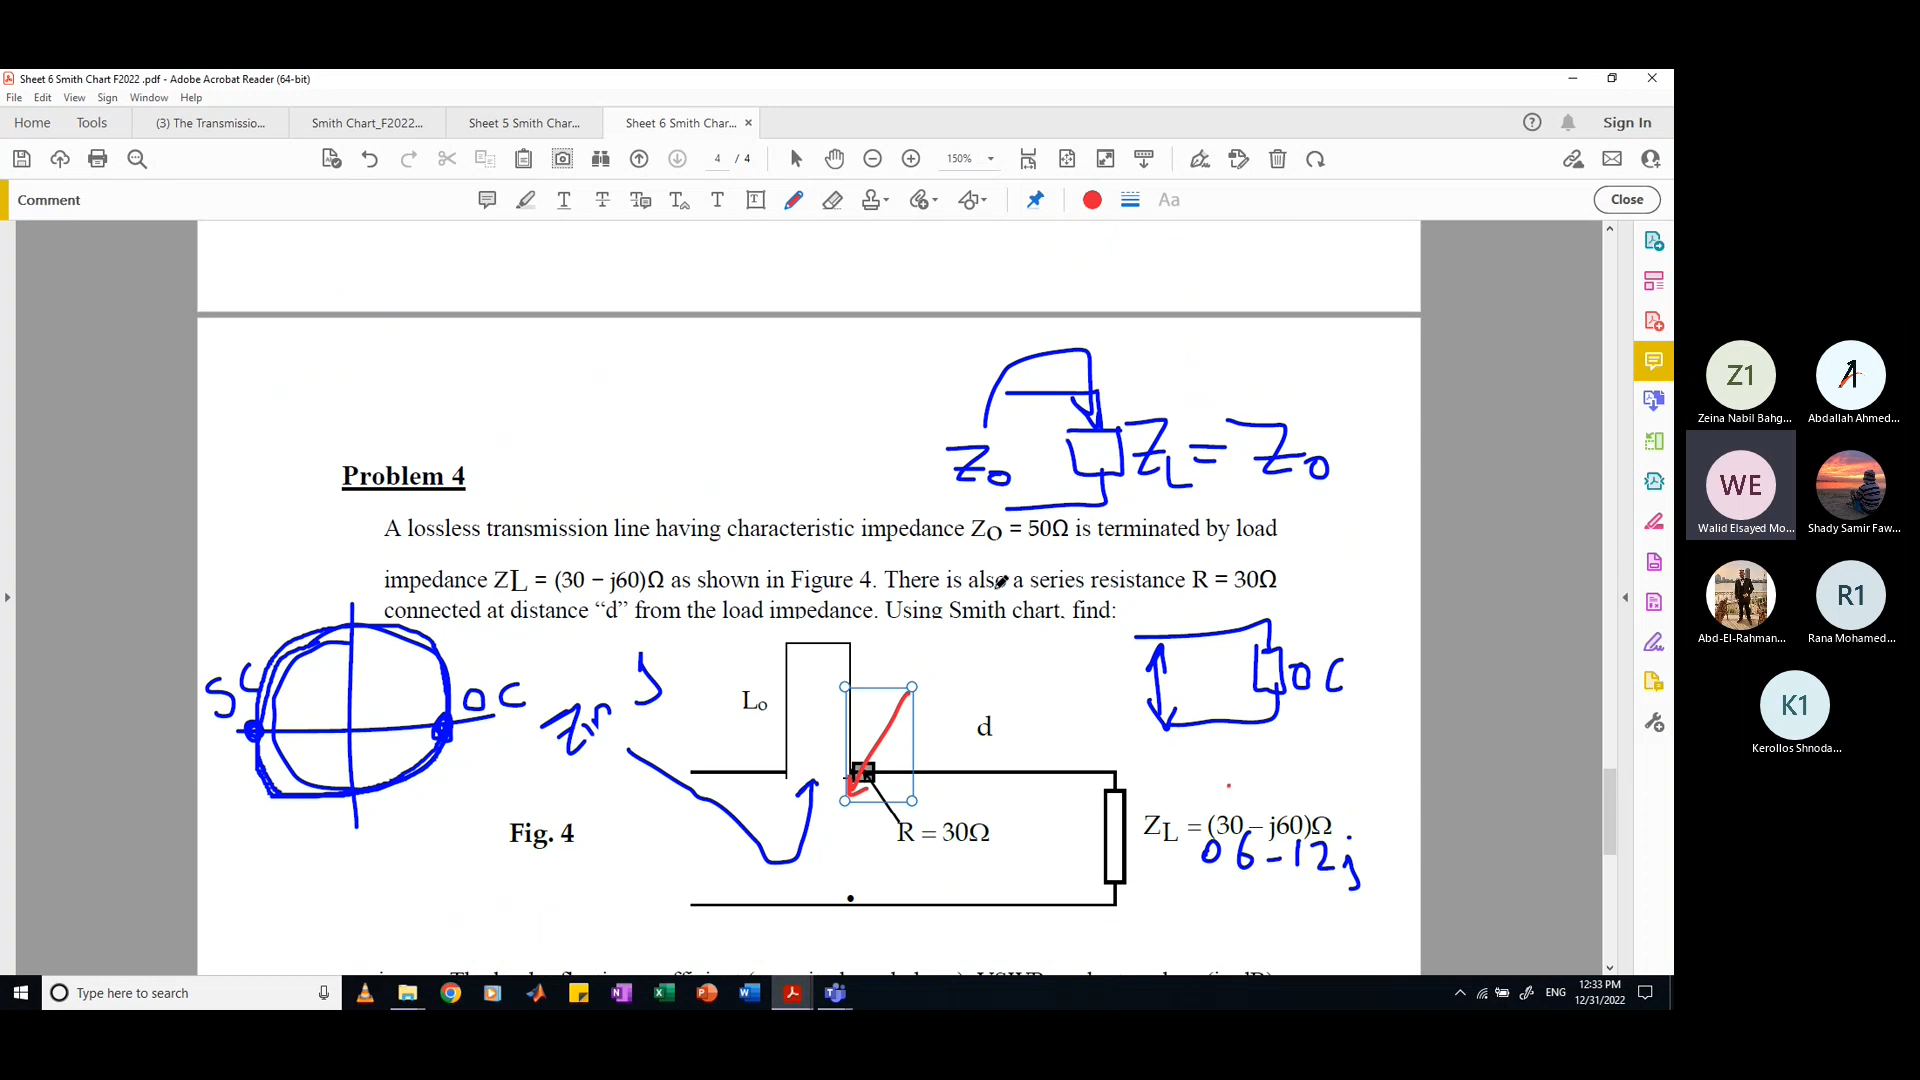 Sheet 6 Smith Chart F2022 .pdf - Adobe Acrobat Reader (64-bit)
File Edit View Sign Window Help
Home Tools (3) The Transmissio... Smith Chart_F2022... Sheet 5 Smith Char... Sheet 6 Smith Char... Sign In
4 / 4 150%
Comment Aa Close
Z0 ZL = Z0
Problem 4
A lossless transmission line having characteristic impedance ZO = 50Ω is terminated by load
impedance ZL = (30 − j60)Ω as shown in Figure 4. There is also a series resistance R = 30Ω
connected at distance “d” from the load impedance. Using Smith chart, find:
SC OC Zin Lo d OC
R = 30Ω
ZL = (30 – j60)Ω
06-12j
Fig. 4
Z1
Zeina Nabil Bahg...
Abdallah Ahmed...
WE
Walid Elsayed Mo...
Shady Samir Faw...
Abd-El-Rahman...
R1
Rana Mohamed...
K1
Kerollos Shnoda...
Type here to search
ENG
12:33 PM
12/31/2022